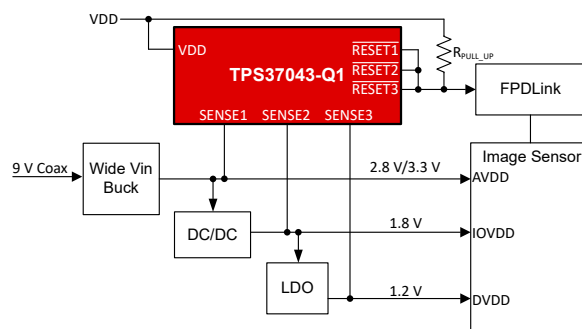 VDD
VDD
RESET1
TPS37043-Q1
RESET2
RESET3
RPULL_UP
FPDLink
SENSE1 SENSE2 SENSE3
Image Sensor
9 V Coax
Wide Vin
Buck
2.8 V/3.3 V
AVDD
DC/DC
1.8 V
IOVDD
LDO
1.2 V
DVDD